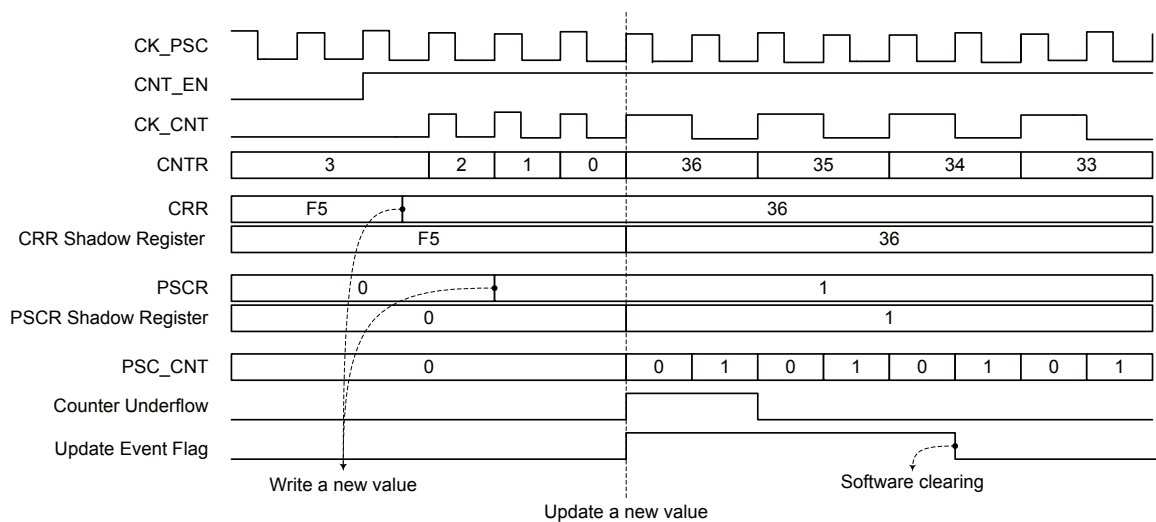 CK_PSC
CNT_EN
CK_CNT
CNTR 3 2 1 0 36 35 34 33
CRR F5 36
CRR Shadow Register F5 36
PSCR 0 1
PSCR Shadow Register 0 1
PSC_CNT 0 0 1 0 1 0 1 0 1
Counter Underflow
Update Event Flag
Write a new value Software clearing
Update a new value